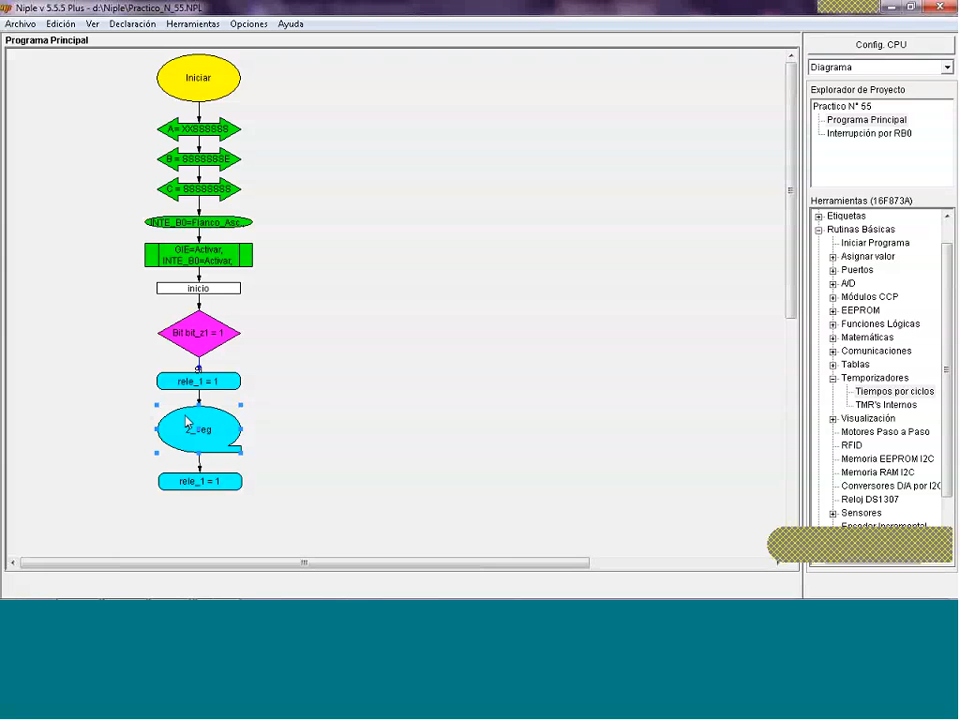 Niple v 5.5.5 Plus - d:\Niple\Practico_N_55.NPL
Archivo Edición Ver Declaración Herramientas Opciones Ayuda
Programa Principal
Iniciar
A= XXSSSSSS
B = SSSSSSSE
C = SSSSSSSS
INTE_B0=Flanco_Asc,
GIE=Activar,
INTE_B0=Activar,
inicio
Bit bit_z1 = 1
rele_1 = 1
rele_1 = 1
Config. CPU
Diagrama
Explorador de Proyecto
Practico N° 55
Programa Principal
Interrupción por RB0
Herramientas (16F873A)
Etiquetas
Rutinas Básicas
Iniciar Programa
Asignar valor
Puertos
A/D
Módulos CCP
EEPROM
Funciones Lógicas
Matemáticas
Comunicaciones
Tablas
Temporizadores
Tiempos por ciclos
TMR's Internos
Visualización
Motores Paso a Paso
RFID
Memoria EEPROM I2C
Memoria RAM I2C
Conversores D/A por I2C
Reloj DS1307
Sensores
Encoder Incremental